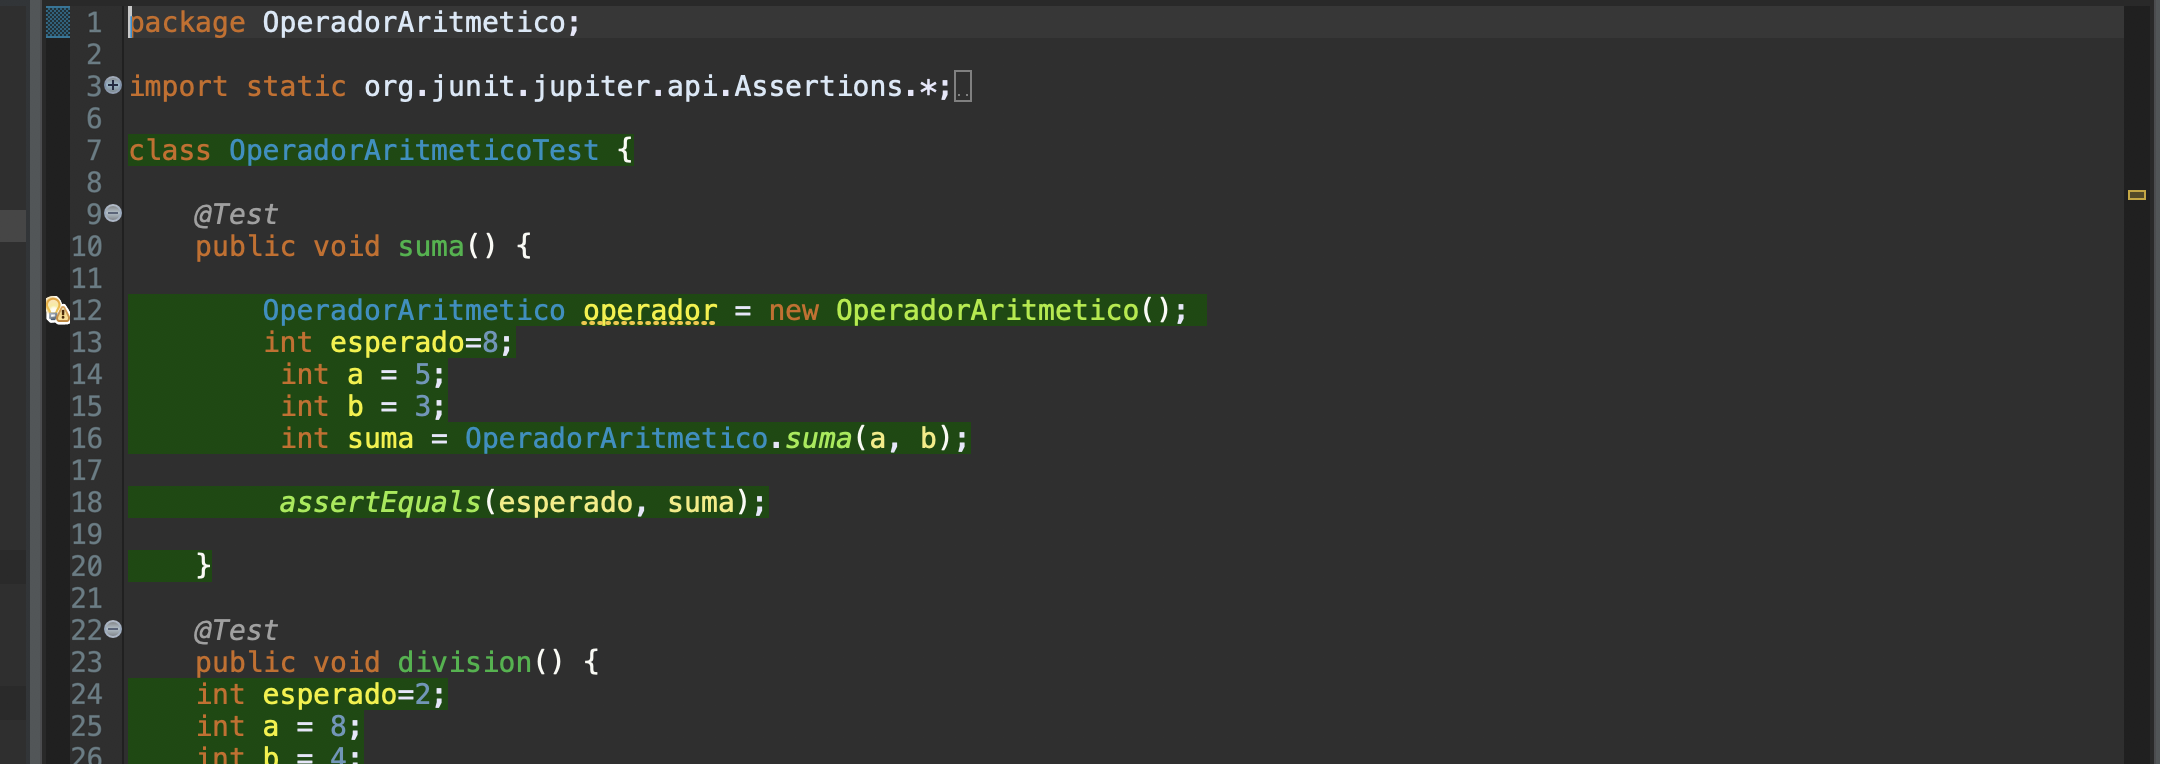 1 package OperadorAritmetico;
2
3 import static org.junit.jupiter.api.Assertions.*;
6
7 class OperadorAritmeticoTest {
8
9 @Test
10 public void suma() {
11
12 OperadorAritmetico operador = new OperadorAritmetico();
13 int esperado=8;
14 int a = 5;
15 int b = 3;
16 int suma = OperadorAritmetico.suma(a, b);
17
18 assertEquals(esperado, suma);
19
20 }
21
22 @Test
23 public void division() {
24 int esperado=2;
25 int a = 8;
26 int b = 4;